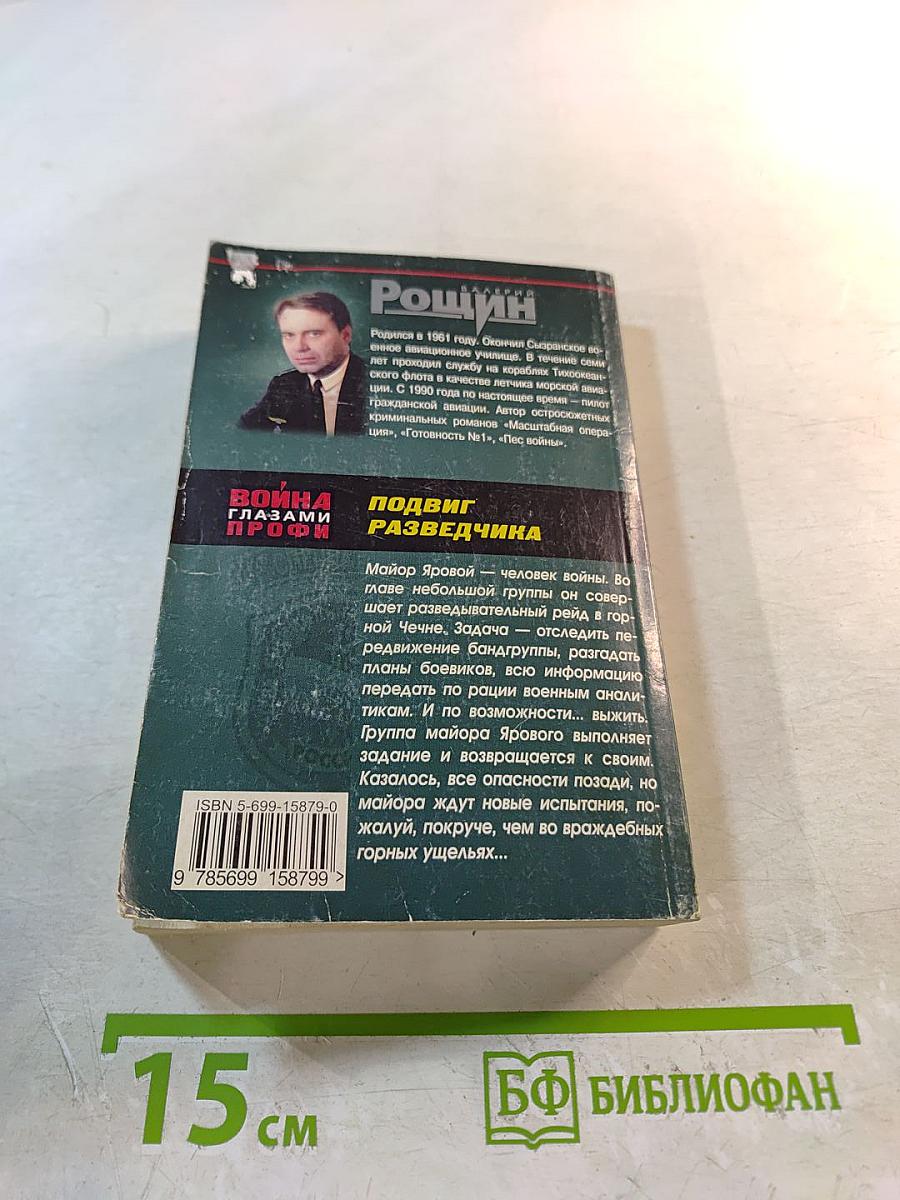 ВАЛЕРИЙ
РОЩИН
Родился в 1961 году. Окончил Сызранское во-
енное авиационное училище. В течение семи
лет проходил службу на кораблях Тихоокеан-
ского флота в качестве летчика морской авиа-
ции. С 1990 года по настоящее время — пилот
гражданской авиации. Автор остросюжетных
криминальных романов «Масштабная опера-
ция», «Готовность №1», «Пес войны».
ВОЙНА
ГЛАЗАМИ
ПРОФИ
ПОДВИГ
РАЗВЕДЧИКА
Майор Яровой — человек войны. Во
главе небольшой группы он совер-
шает разведывательный рейд в гор-
ной Чечне. Задача — отследить пе-
редвижение бандгруппы, разгадать
планы боевиков, всю информацию
передать по рации военным анали-
тикам. И по возможности... выжить.
Группа майора Ярового выполняет
задание и возвращается к своим.
Казалось, все опасности позади, но
майора ждут новые испытания, по-
жалуй, покруче, чем во враждебных
горных ущельях...
ISBN 5-699-15879-0
9 785699 158799 >
15 см
БФ БИБЛИОФАН